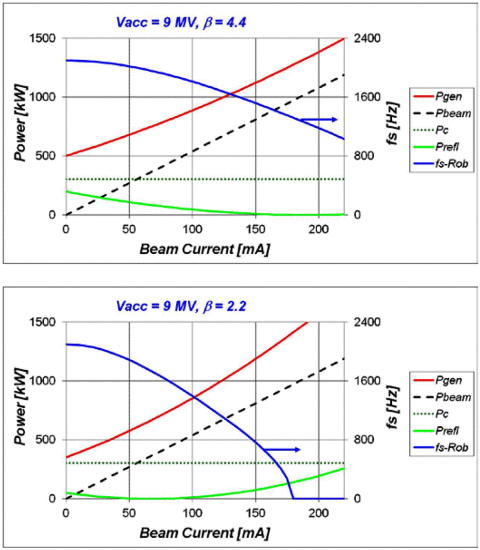 Vacc = 9 MV, β = 4.4
1500
1000
500
0
Power [kW]
2400
1600
800
0
fs [Hz]
0
50
100
150
200
Beam Current [mA]
Pgen
Pbeam
Pc
Prefl
fs-Rob
Vacc = 9 MV, β = 2.2
1500
1000
500
0
Power [kW]
2400
1600
800
0
fs [Hz]
0
50
100
150
200
Beam Current [mA]
Pgen
Pbeam
Pc
Prefl
fs-Rob